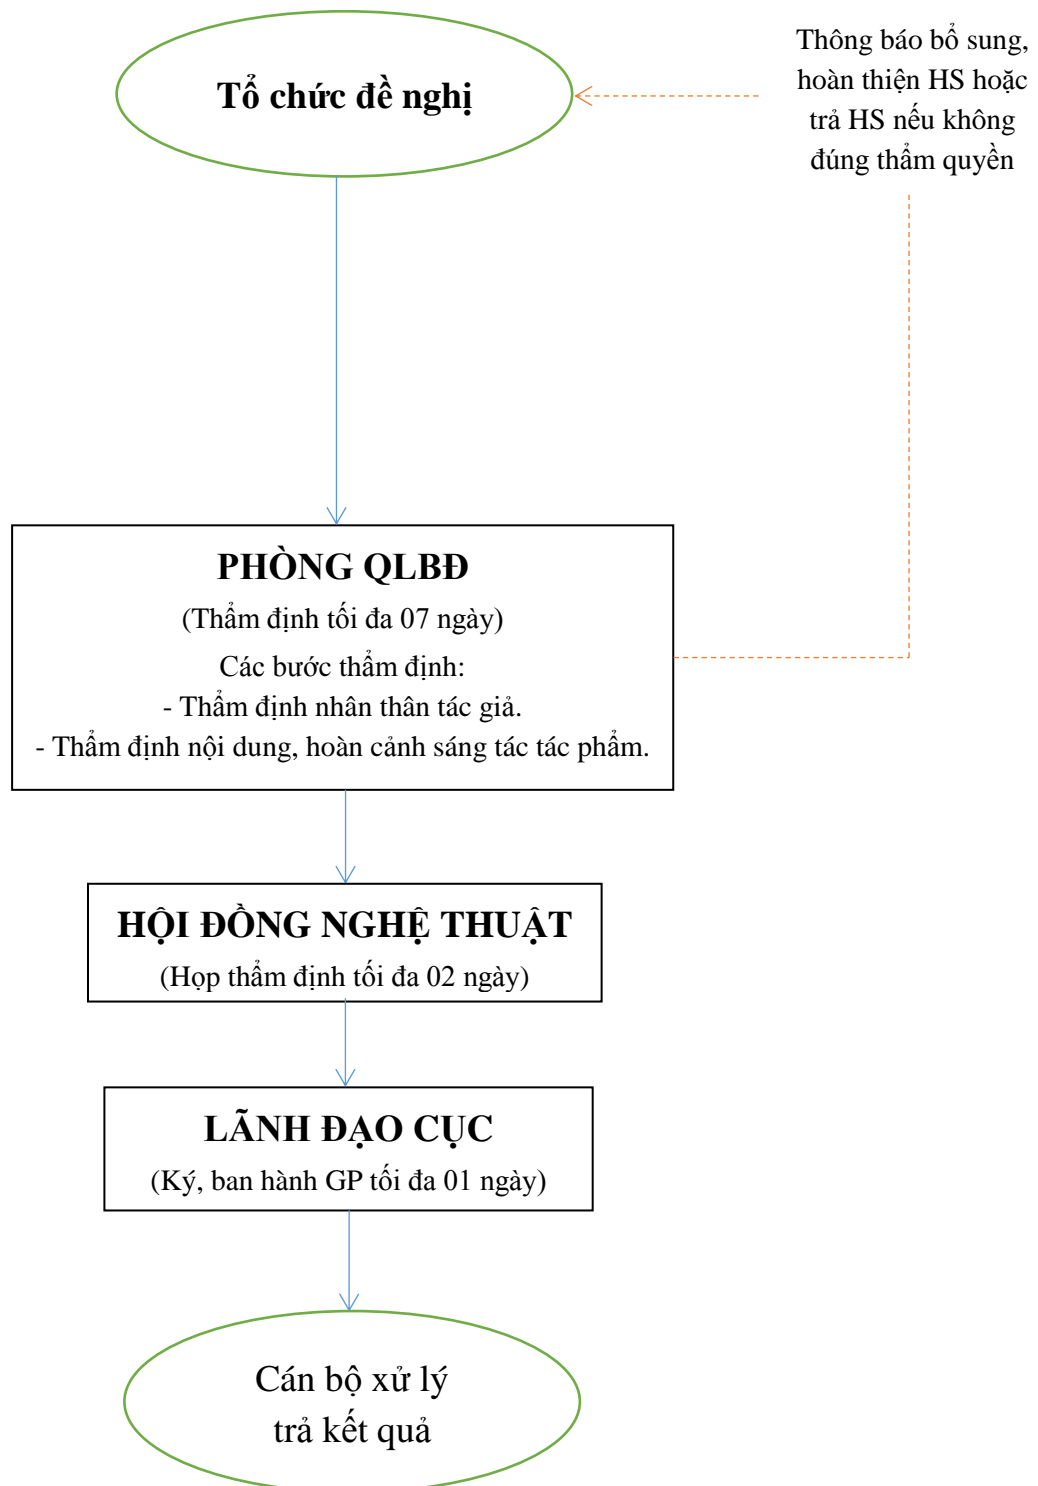 Tổ chức đề nghị
Thông báo bổ sung,
hoàn thiện HS hoặc
trả HS nếu không
đúng thẩm quyền
PHÒNG QLBĐ
(Thẩm định tối đa 07 ngày)
Các bước thẩm định:
- Thẩm định nhân thân tác giả.
- Thẩm định nội dung, hoàn cảnh sáng tác tác phẩm.
HỘI ĐỒNG NGHỆ THUẬT
(Họp thẩm định tối đa 02 ngày)
LÃNH ĐẠO CỤC
(Ký, ban hành GP tối đa 01 ngày)
Cán bộ xử lý
trả kết quả